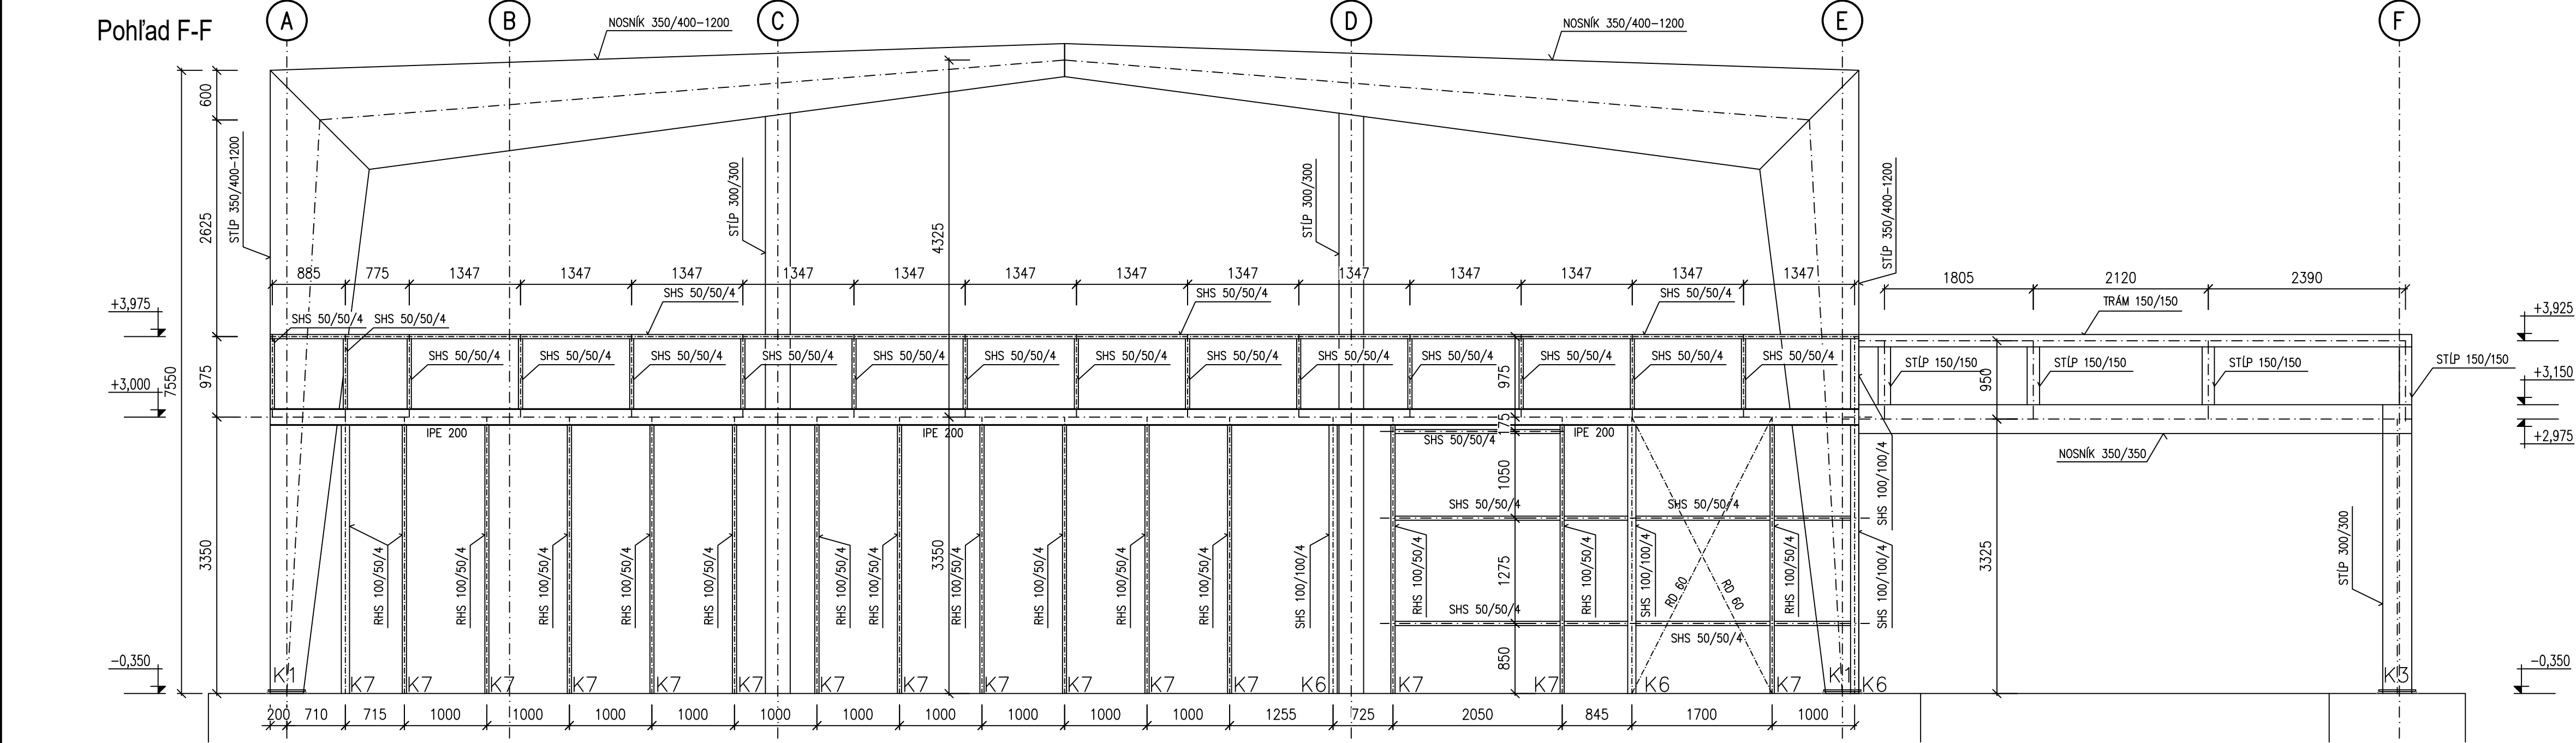 Pohľad F-F
A
B
C
D
E
F
NOSNÍK 350/400-1200
NOSNÍK 350/400-1200
600
2625
975
3350
7550
STĹP 350/400-1200
STĹP 300/300
4325
STĹP 300/300
STĹP 350/400-1200
885 775 1347 1347 1347 1347 1347 1347 1347 1347 1347 1347 1347 1347 1347
1805 2120 2390
+3,975
SHS 50/50/4
SHS 50/50/4
SHS 50/50/4
TRÁM 150/150
+3,925
SHS 50/50/4 SHS 50/50/4
SHS 50/50/4 SHS 50/50/4 SHS 50/50/4 SHS 50/50/4 SHS 50/50/4 SHS 50/50/4 SHS 50/50/4 SHS 50/50/4 SHS 50/50/4 SHS 50/50/4 SHS 50/50/4 SHS 50/50/4 SHS 50/50/4
STĹP 150/150 STĹP 150/150 STĹP 150/150 STĹP 150/150
975
950
+3,000
+3,150
175
IPE 200
IPE 200
SHS 50/50/4
IPE 200
+2,975
NOSNÍK 350/350
SHS 100/100/4
1050
SHS 50/50/4
SHS 50/50/4
RHS 100/50/4
RHS 100/50/4
RHS 100/50/4
RHS 100/50/4
RHS 100/50/4
RHS 100/50/4
RHS 100/50/4
3350
RHS 100/50/4
RHS 100/50/4
RHS 100/50/4
RHS 100/50/4
SHS 100/100/4
RHS 100/50/4
1275
RHS 100/50/4
SHS 100/100/4
RD 60
RD 60
RHS 100/50/4
SHS 100/100/4
3325
STĹP 300/300
SHS 50/50/4
SHS 50/50/4
850
-0,350
-0,350
K1 K7 K7 K7 K7 K7 K7 K7 K7 K7 K7 K7 K7 K6 K7 K7 K6 K7 K1 K6 K3
200 710 715 1000 1000 1000 1000 1000 1000 1000 1000 1000 1000 1255 725 2050 845 1700 1000